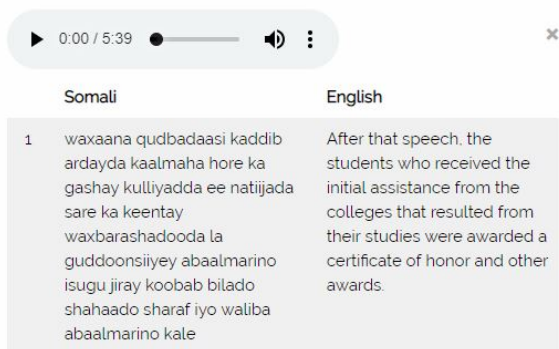 0:00 / 5:39
Somali English
1 waxaana qudbadaasi kaddib After that speech, the
ardayda kaalmaha hore ka students who received the
gashay kulliyadda ee natiijada initial assistance from the
sare ka keentay colleges that resulted from
waxbarashadooda la their studies were awarded a
guddoonsiiyey abaalmarino certificate of honor and other
isugu jiray koobab bilado awards.
shahaado sharaf iyo waliba
abaalmarino kale